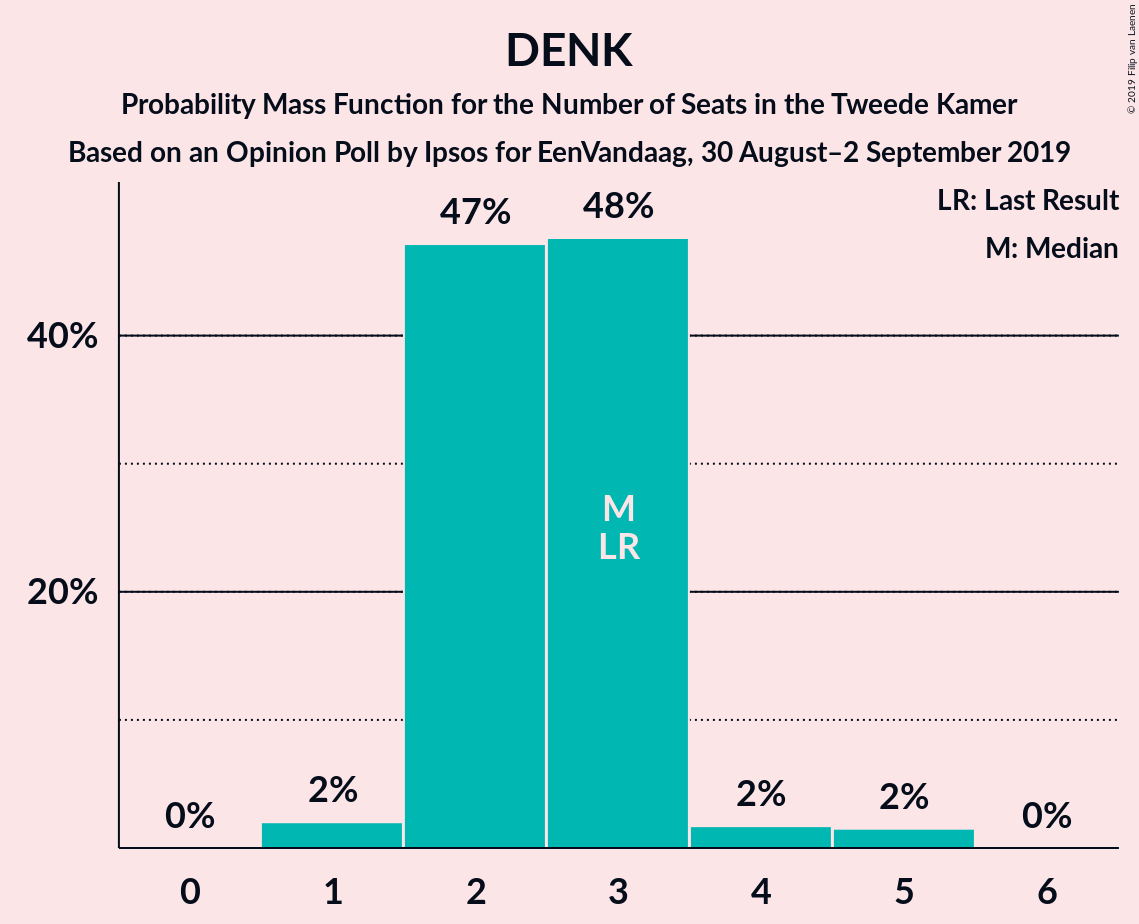 DENK
Probability Mass Function for the Number of Seats in the Tweede Kamer
Based on an Opinion Poll by Ipsos for EenVandaag, 30 August–2 September 2019
© 2019 Filip van Laenen
LR: Last Result
M: Median
47%
48%
40%
M
LR
20%
0%
2%
2%
2%
0%
0
1
2
3
4
5
6